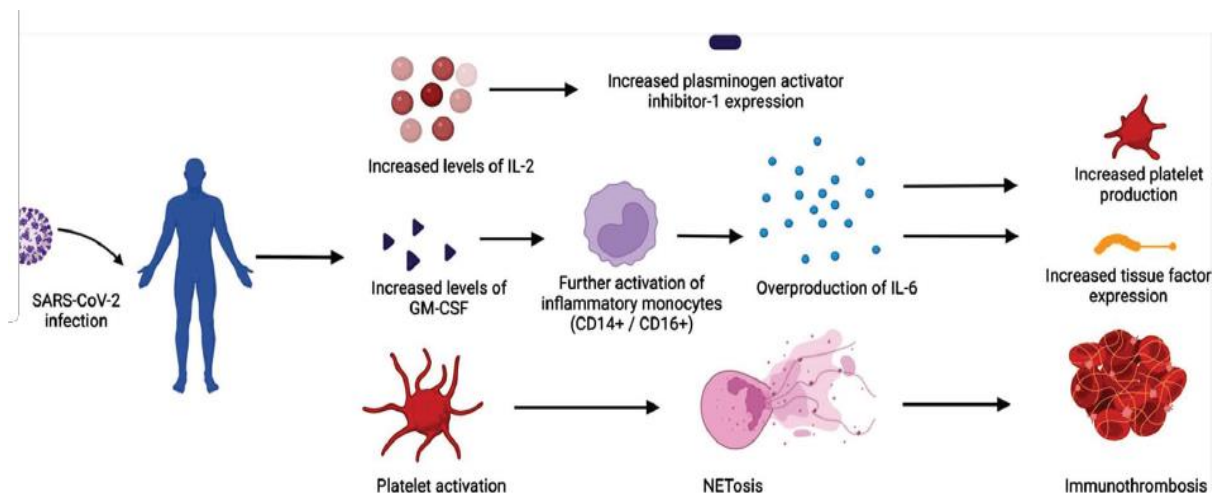 Increased plasminogen activator
inhibitor-1 expression
Increased levels of IL-2
Increased platelet
production
SARS-CoV-2
infection
Increased levels of
GM-CSF
Further activation of
inflammatory monocytes
(CD14+ / CD16+)
Overproduction of IL-6
Increased tissue factor
expression
Platelet activation
NETosis
Immunothrombosis